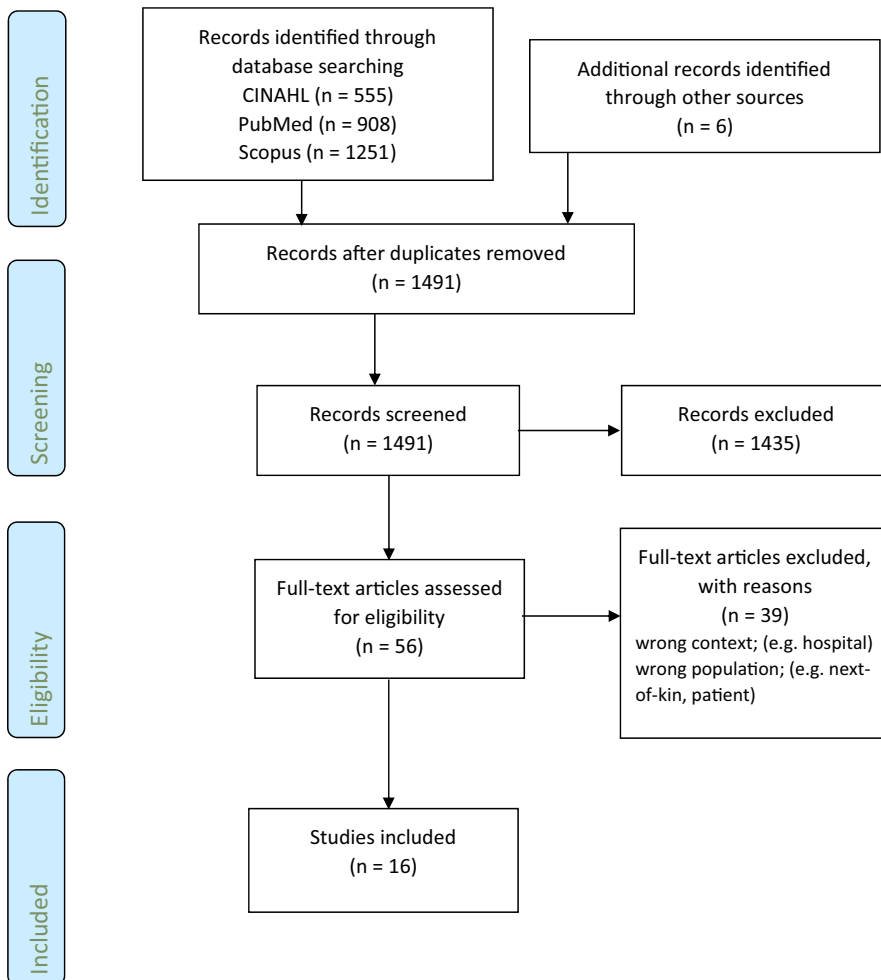 Identification
Records identified through
database searching
CINAHL (n = 555)
PubMed (n = 908)
Scopus (n = 1251)
Additional records identified
through other sources
(n = 6)
Records after duplicates removed
(n = 1491)
Screening
Records screened
(n = 1491)
Records excluded
(n = 1435)
Eligibility
Full-text articles assessed
for eligibility
(n = 56)
Full-text articles excluded,
with reasons
(n = 39)
wrong context; (e.g. hospital)
wrong population; (e.g. next-
of-kin, patient)
Included
Studies included
(n = 16)